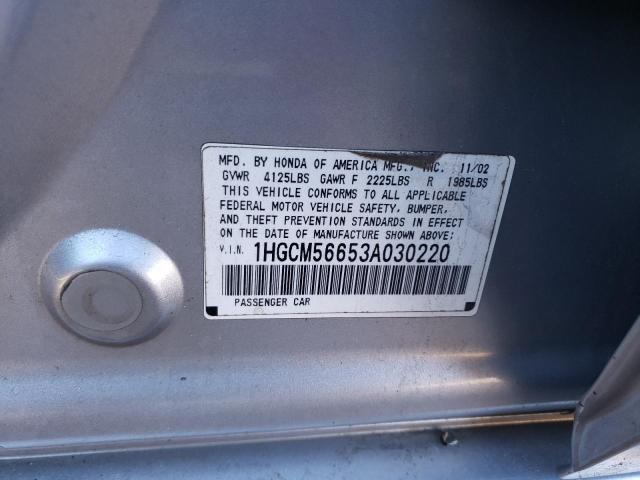 MFD. BY HONDA OF AMERICA MFG., INC. 11/02
GVWR 4125LBS GAWR F 2225LBS R 1985LBS
THIS VEHICLE CONFORMS TO ALL APPLICABLE
FEDERAL MOTOR VEHICLE SAFETY, BUMPER,
AND THEFT PREVENTION STANDARDS IN EFFECT
ON THE DATE OF MANUFACTURE SHOWN ABOVE.
V.I.N. 1HGCM56653A030220
PASSENGER CAR